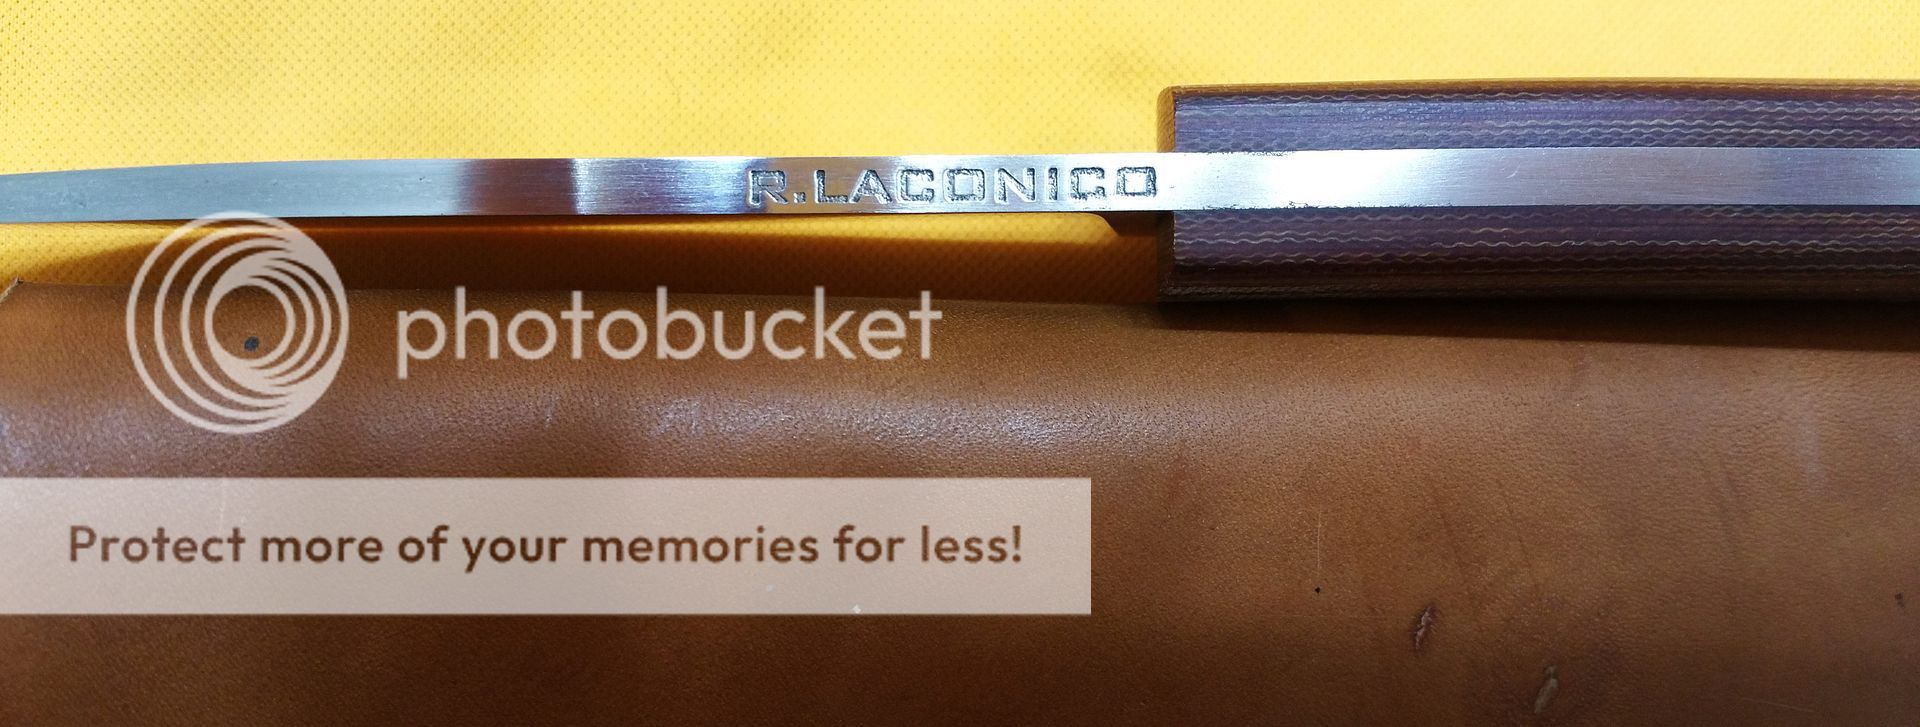 R.LACONICO
photobucket
Protect more of your memories for less!